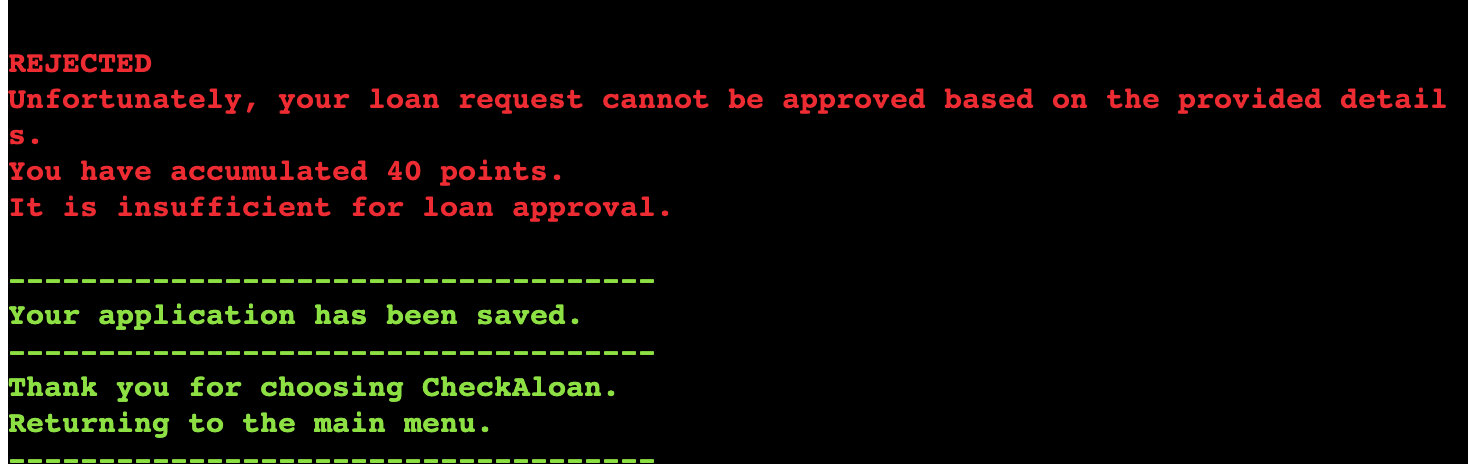 REJECTED
Unfortunately, your loan request cannot be approved based on the provided detail
s.
You have accumulated 40 points.
It is insufficient for loan approval.
------------------------------------
Your application has been saved.
------------------------------------
Thank you for choosing CheckAloan.
Returning to the main menu.
------------------------------------